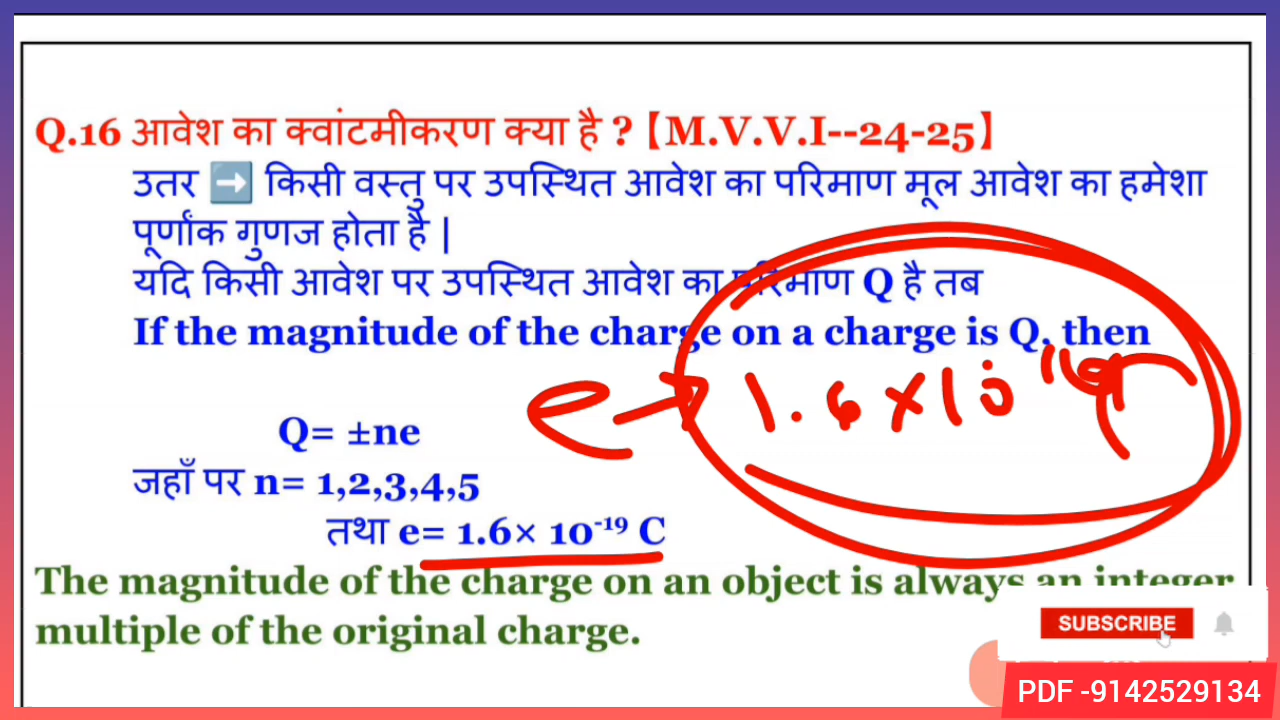 Q.16 आवेश का क्वांटमीकरण क्या है ?【M.V.V.I--24-25】
उतर ➡️ किसी वस्तु पर उपस्थित आवेश का परिमाण मूल आवेश का हमेशा
पूर्णांक गुणज होता है |
यदि किसी आवेश पर उपस्थित आवेश का परिमाण Q है तब
If the magnitude of the charge on a charge is Q, then
e→ 1.6×10
Q= ±ne
जहाँ पर n= 1,2,3,4,5
तथा e= 1.6× 10⁻¹⁹ C
The magnitude of the charge on an object is always an integer
multiple of the original charge.
SUBSCRIBE
PDF -9142529134